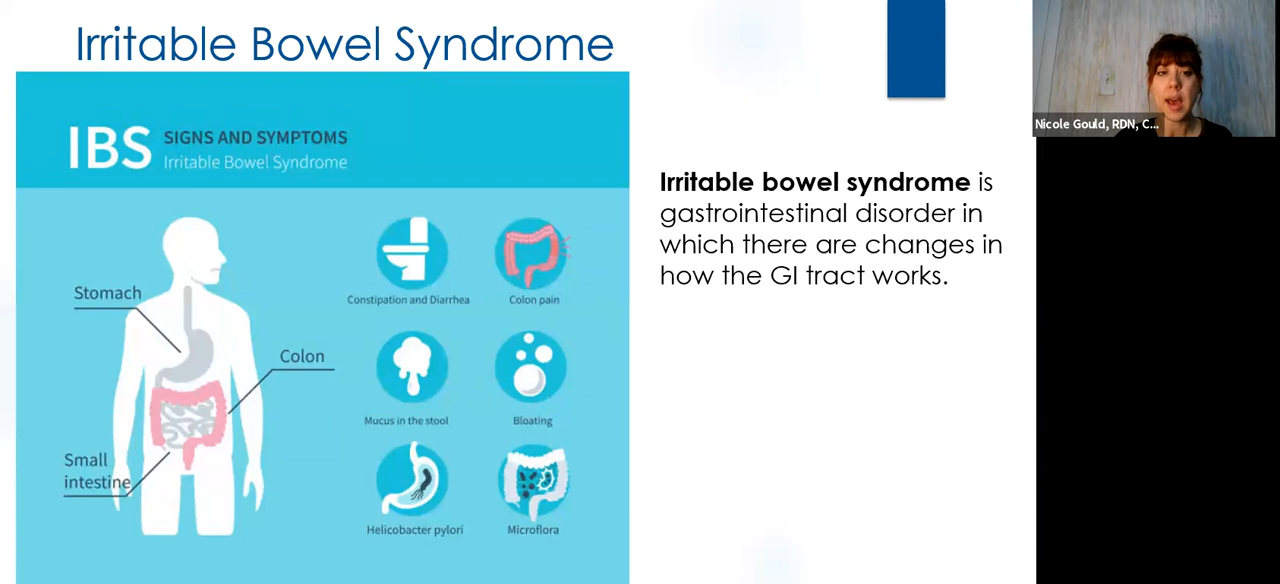 Irritable Bowel Syndrome
IBS
SIGNS AND SYMPTOMS
Irritable Bowel Syndrome
Stomach
Colon
Small
intestine
Constipation and Diarrhea
Colon pain
Mucus in the stool
Bloating
Helicobacter pylori
Microflora
Irritable bowel syndrome is
gastrointestinal disorder in
which there are changes in
how the GI tract works.
Nicole Gould, RDN, C...